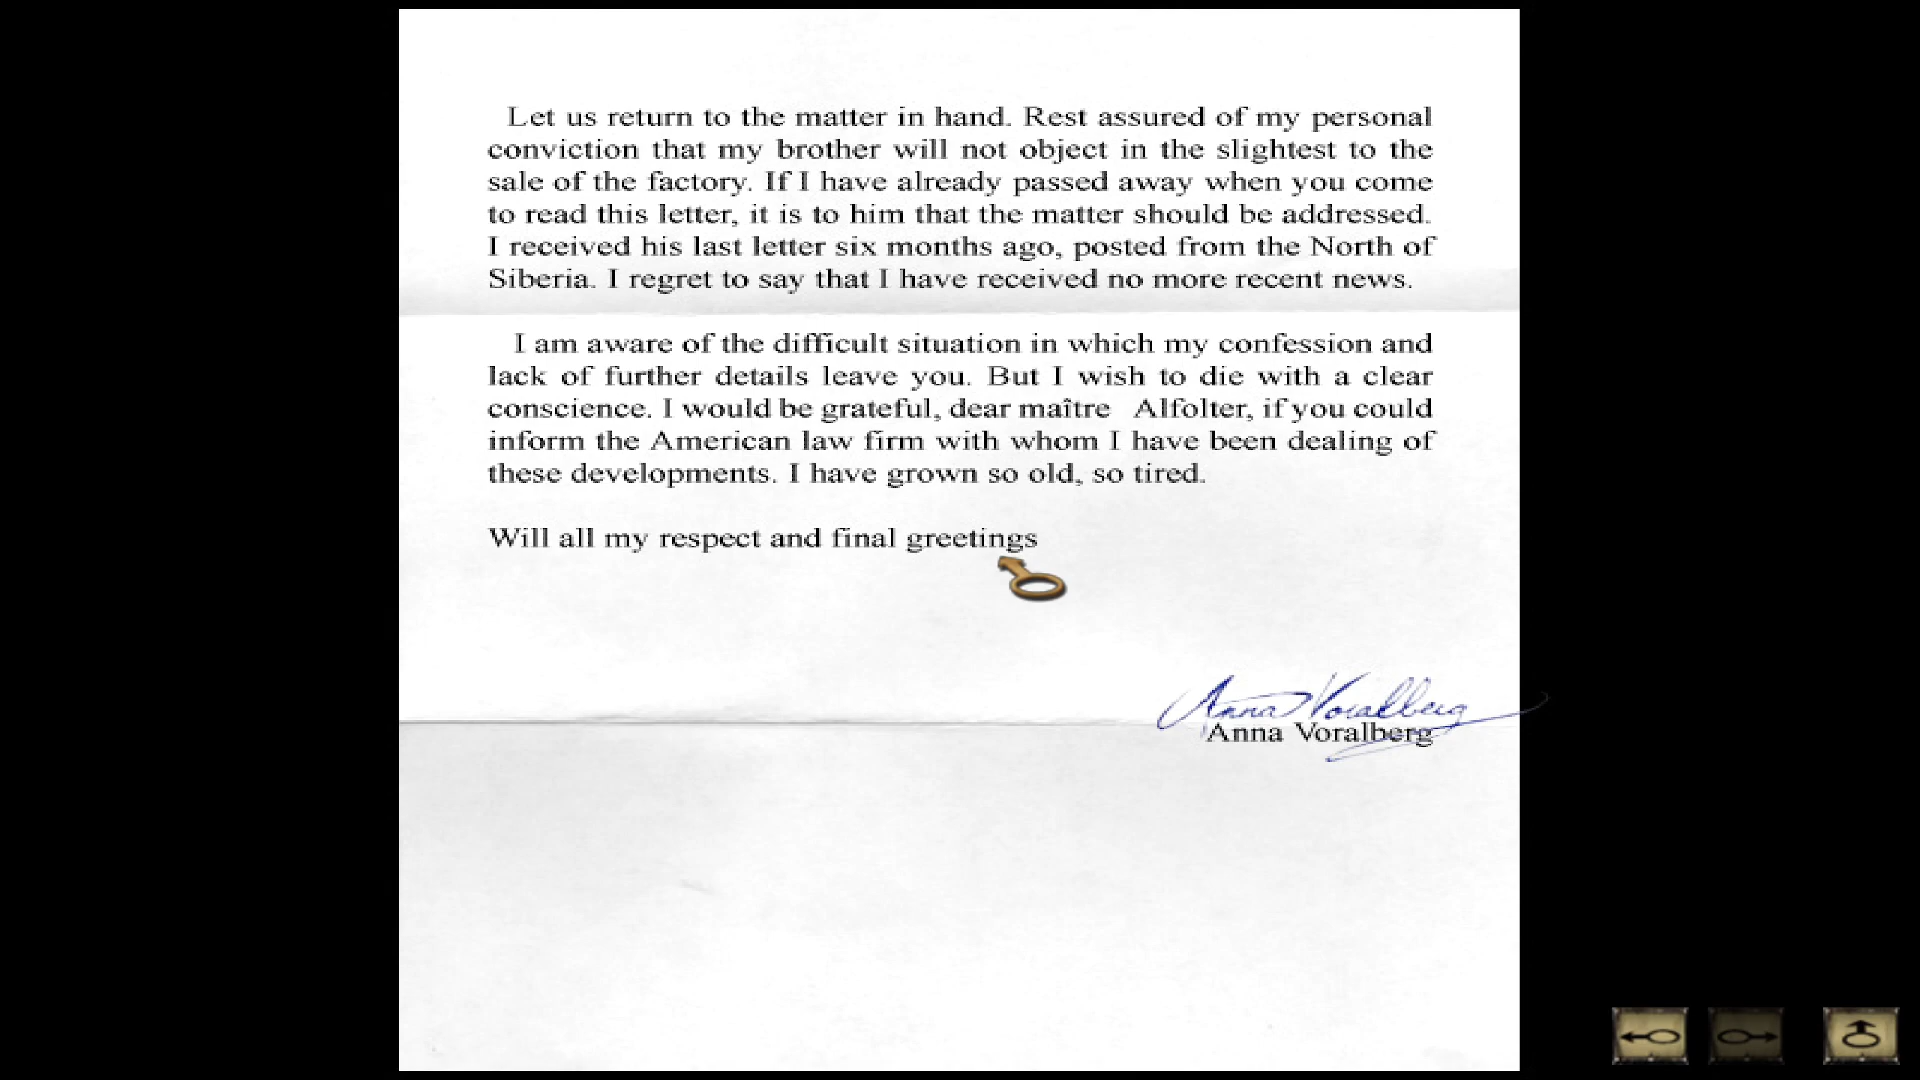 Let us return to the matter in hand. Rest assured of my personal
conviction that my brother will not object in the slightest to the
sale of the factory. If I have already passed away when you come
to read this letter, it is to him that the matter should be addressed.
I received his last letter six months ago, posted from the North of
Siberia. I regret to say that I have received no more recent news.
I am aware of the difficult situation in which my confession and
lack of further details leave you. But I wish to die with a clear
conscience. I would be grateful, dear maître Alfolter, if you could
inform the American law firm with whom I have been dealing of
these developments. I have grown so old, so tired.
Will all my respect and final greetings
Anna Voralberg
Anna Voralberg